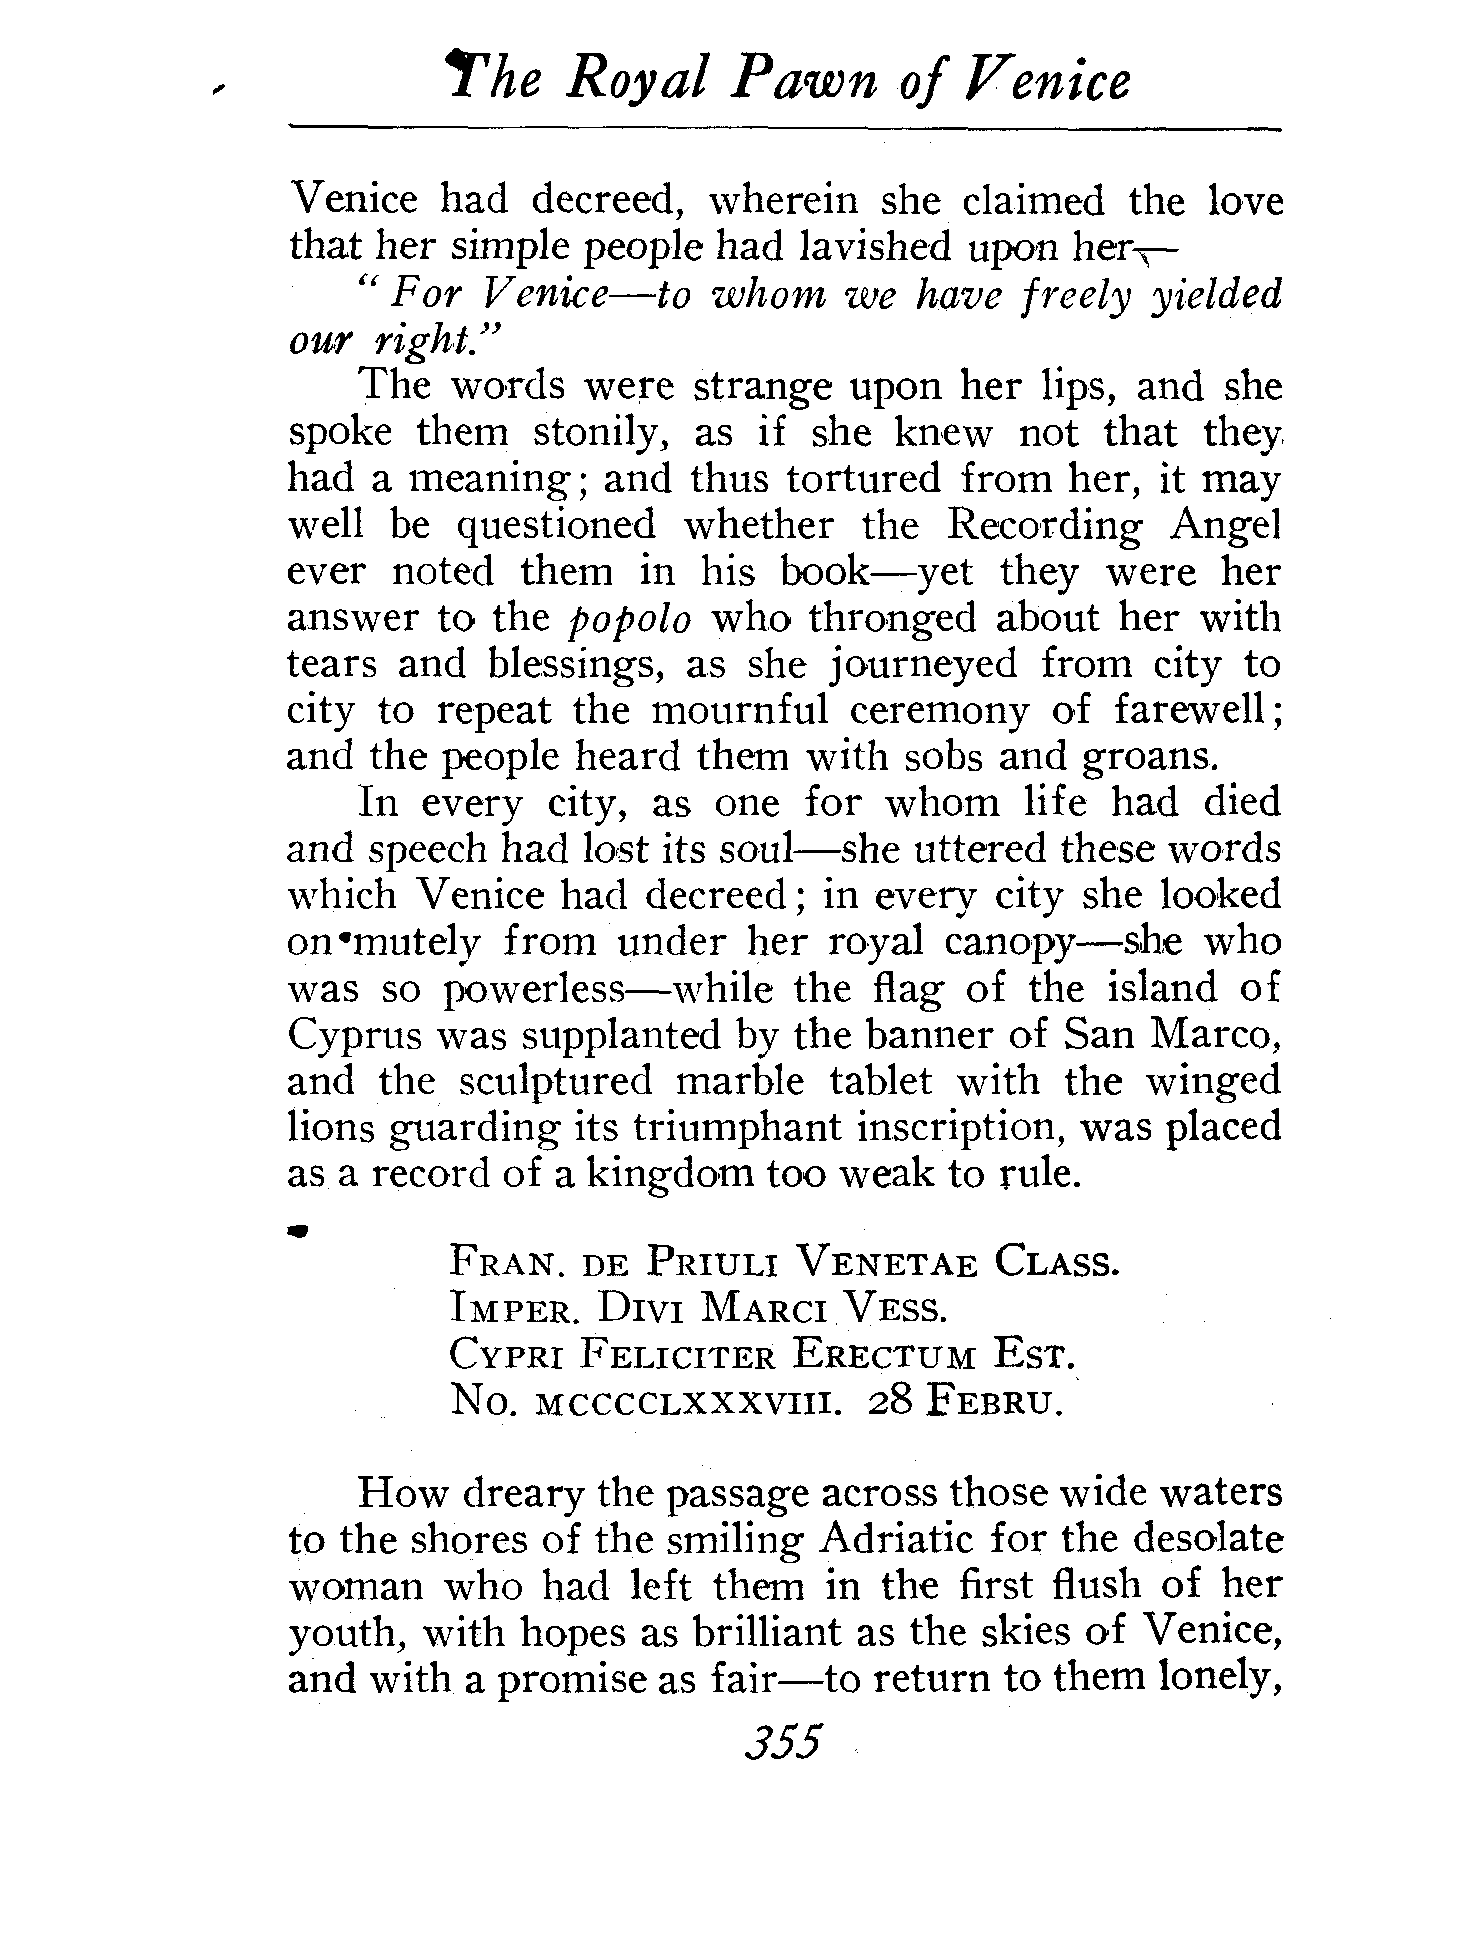 The Royal Pawn of Venice
Venice had decreed, wherein she claimed the love
that her simple people had lavished upon her—
“For Venice—to whom we have freely yielded
our right.”
The words were strange upon her lips, and she
spoke them stonily, as if she knew not that they
had a meaning; and thus tortured from her, it may
well be questioned whether the Recording Angel
ever noted them in his book—yet they were her
answer to the popolo who thronged about her with
tears and blessings, as she journeyed from city to
city to repeat the mournful ceremony of farewell;
and the people heard them with sobs and groans.
In every city, as one for whom life had died
and speech had lost its soul—she uttered these words
which Venice had decreed; in every city she looked
on mutely from under her royal canopy—she who
was so powerless—while the flag of the island of
Cyprus was supplanted by the banner of San Marco,
and the sculptured marble tablet with the winged
lions guarding its triumphant inscription, was placed
as a record of a kingdom too weak to rule.
FRAN. DE PRIULI VENETAE CLASS.
IMPER. DIVI MARCI VESS.
CYPRI FELICITER ERECTUM EST.
NO. MCCCCLXXXVIII. 28 FEBRU.
How dreary the passage across those wide waters
to the shores of the smiling Adriatic for the desolate
woman who had left them in the first flush of her
youth, with hopes as brilliant as the skies of Venice,
and with a promise as fair—to return to them lonely,
355